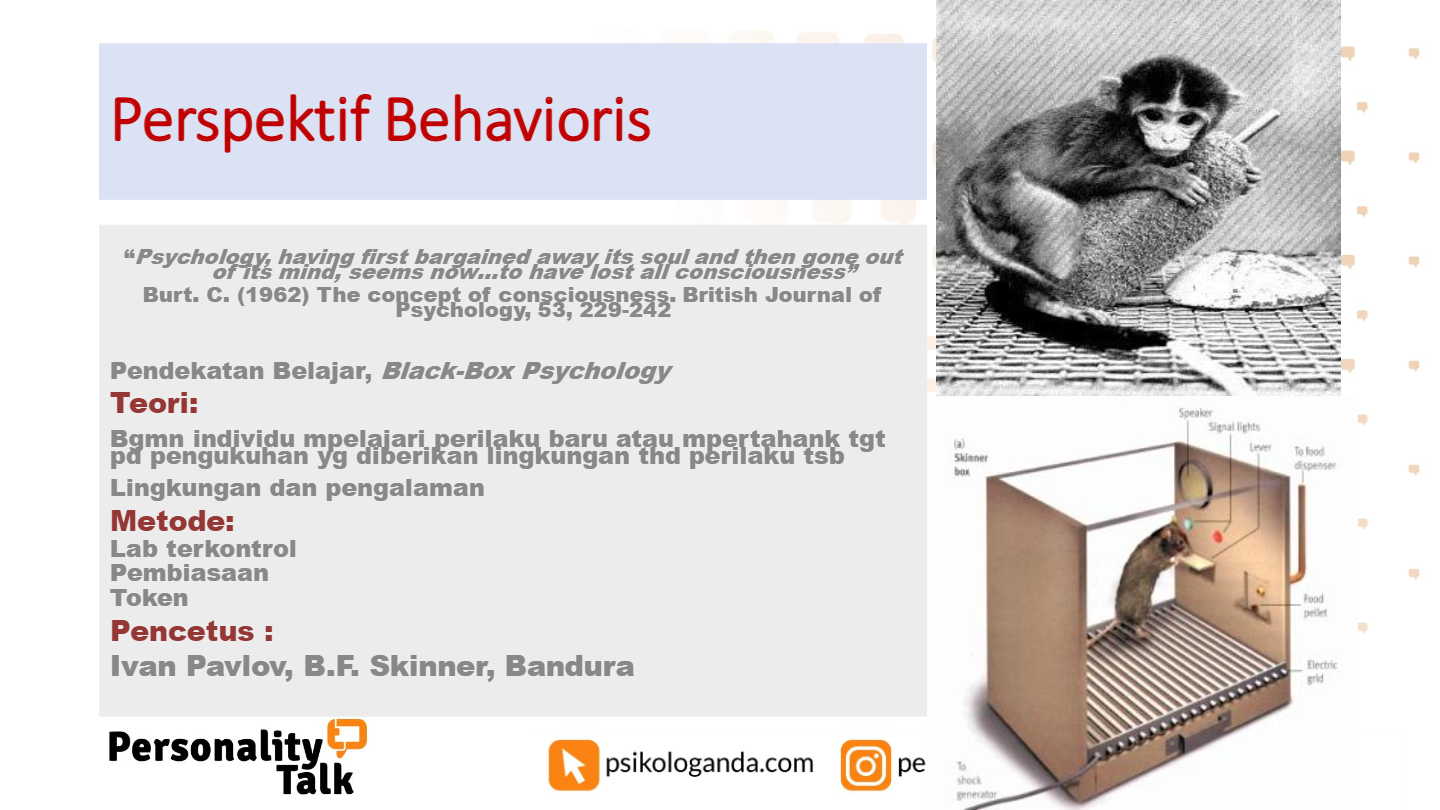 Perspektif Behavioris
“Psychology, having first bargained away its soul and then gone out
of its mind, seems now…to have lost all consciousness”
Burt. C. (1962) The concept of consciousness. British Journal of
Psychology, 53, 229-242
Pendekatan Belajar, Black-Box Psychology
Teori:
Bgmn individu mpelajari perilaku baru atau mpertahank tgt
pd pengukuhan yg diberikan lingkungan thd perilaku tsb
Lingkungan dan pengalaman
Metode:
Lab terkontrol
Pembiasaan
Token
Pencetus :
Ivan Pavlov, B.F. Skinner, Bandura
Speaker
Signal lights
Lever
To food
dispenser
(a)
Skinner
box
Food
pellet
Electric
grid
To
shock
generator
Personality
Talk
psikologanda.com
pe